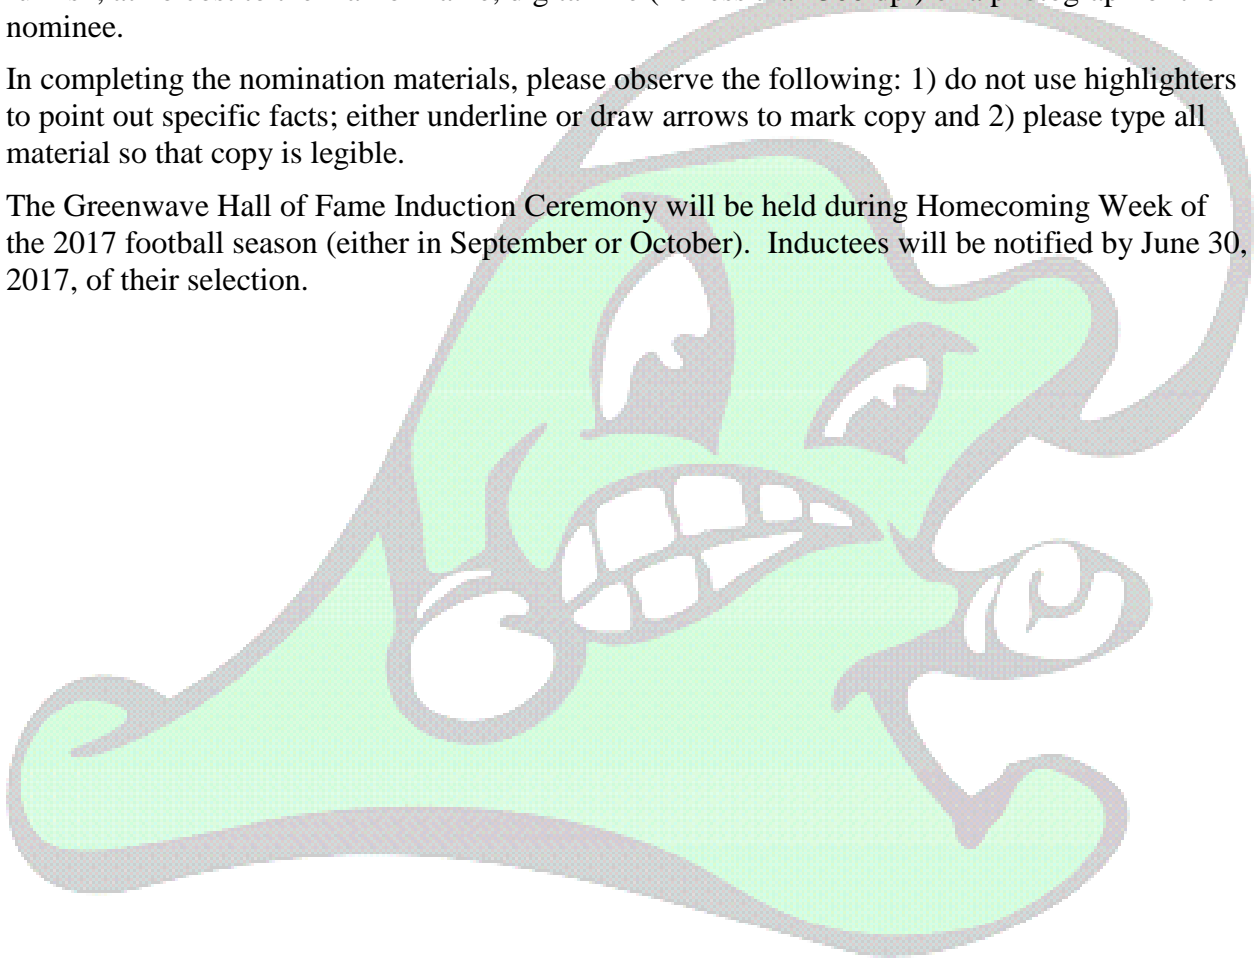 nominee.
In completing the nomination materials, please observe the following: 1) do not use highlighters
to point out specific facts; either underline or draw arrows to mark copy and 2) please type all
material so that copy is legible.
The Greenwave Hall of Fame Induction Ceremony will be held during Homecoming Week of
the 2017 football season (either in September or October).  Inductees will be notified by June 30,
2017, of their selection.